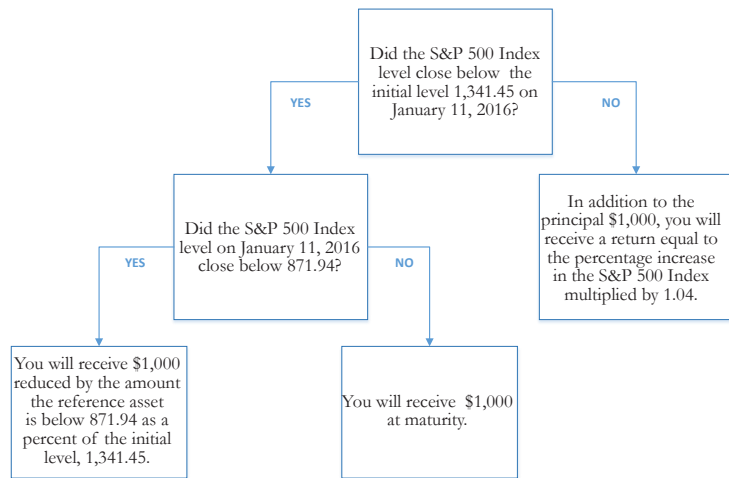 Did the S&P 500 Index
level close below the
initial level 1,341.45 on
January 11, 2016?
YES
NO
Did the S&P 500 Index
level on January 11, 2016
close below 871.94?
In addition to the
principal $1,000, you will
receive a return equal to
the percentage increase
in the S&P 500 Index
multiplied by 1.04.
YES
NO
You will receive $1,000
reduced by the amount
the reference asset
is below 871.94 as a
percent of the initial
level, 1,341.45.
You will receive $1,000
at maturity.